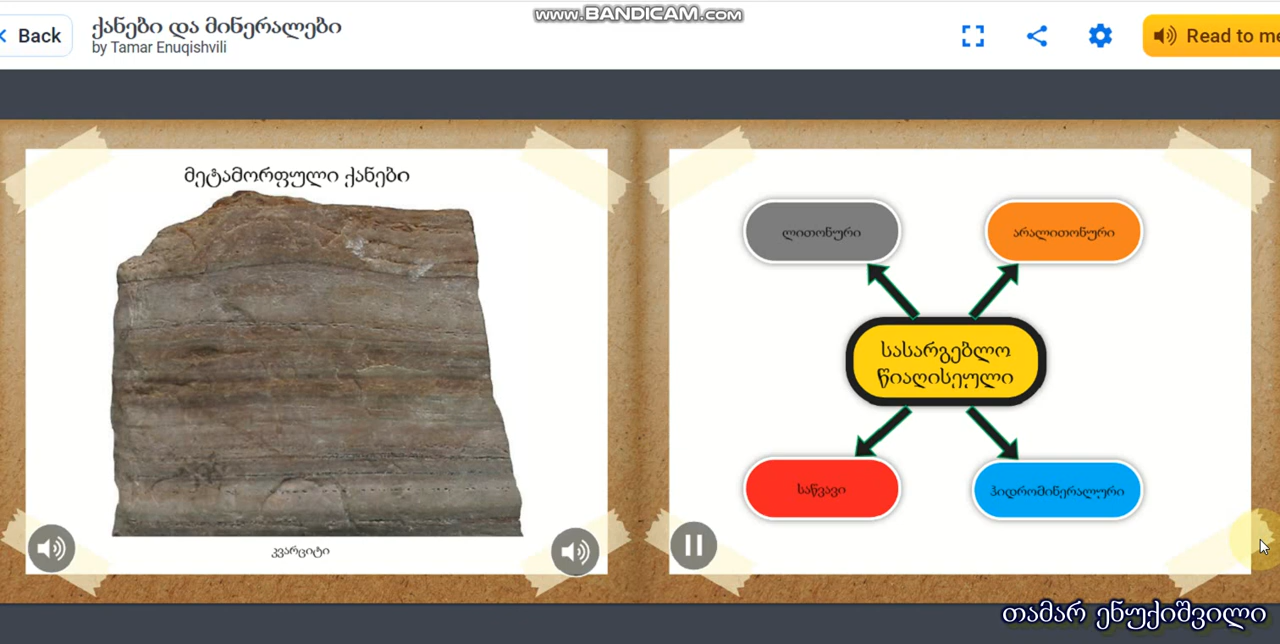 www.BANDICAM.com
Back
ქანები და მინერალები
by Tamar Enuqishvili
Read to me
მეტამორფული ქანები
კვარციტი
ლითონური
არალითონური
სასარგებლო
წიაღისეული
საწვავი
ჰიდრომინერალური
თამარ ენუქიშვილი